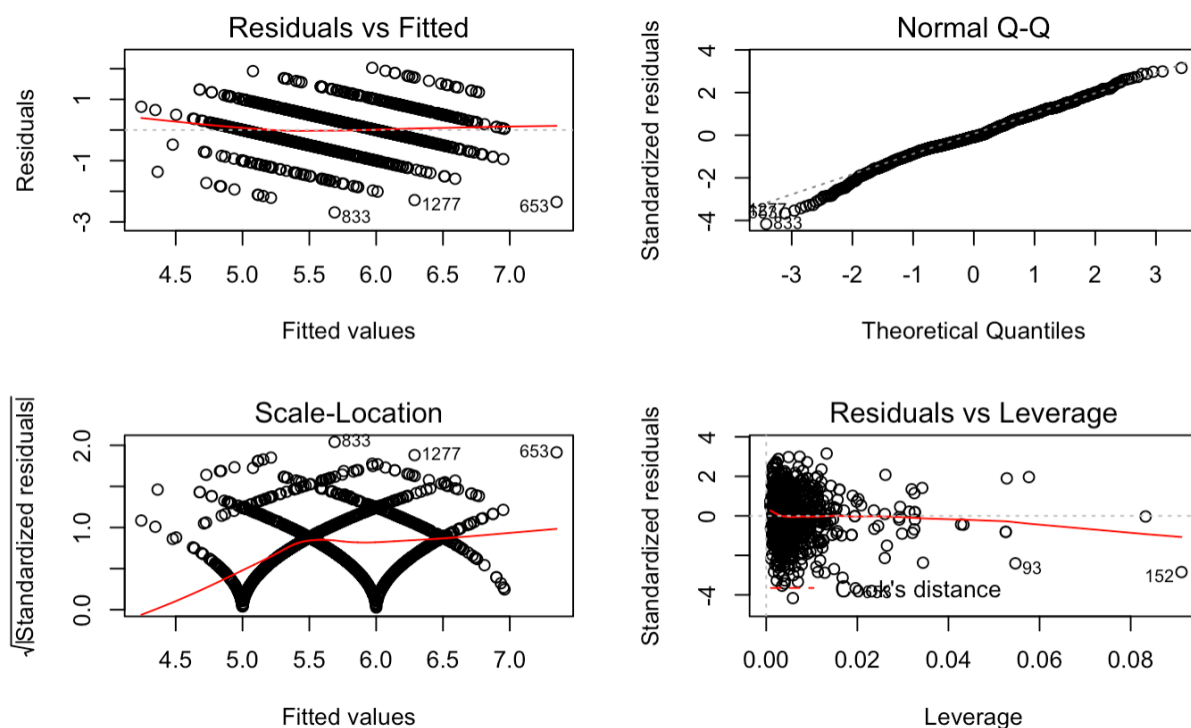 Residuals vs Fitted
Residuals
1
-1
-3
833
1277
653
4.5 5.0 5.5 6.0 6.5 7.0
Fitted values
Normal Q-Q
Standardized residuals
4
2
0
-2
-4
1277
833
-3 -2 -1 0 1 2 3
Theoretical Quantiles
Scale-Location
√|Standardized residuals|
2.0
1.0
0.0
833
1277
653
4.5 5.0 5.5 6.0 6.5 7.0
Fitted values
Residuals vs Leverage
Standardized residuals
4
2
0
-2
-4
93
152
653
Cook's distance
0.00 0.02 0.04 0.06 0.08
Leverage